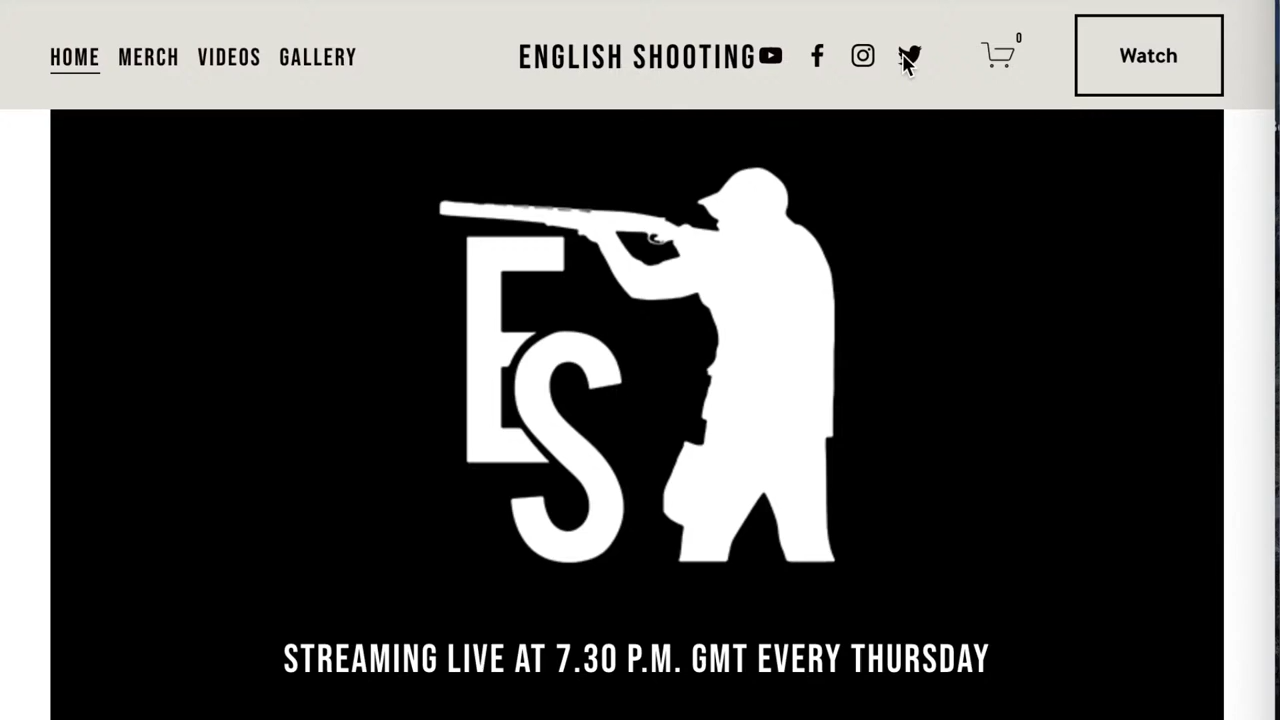 HOME MERCH VIDEOS GALLERY ENGLISH SHOOTING 0 Watch
ES
STREAMING LIVE AT 7.30 P.M. GMT EVERY THURSDAY